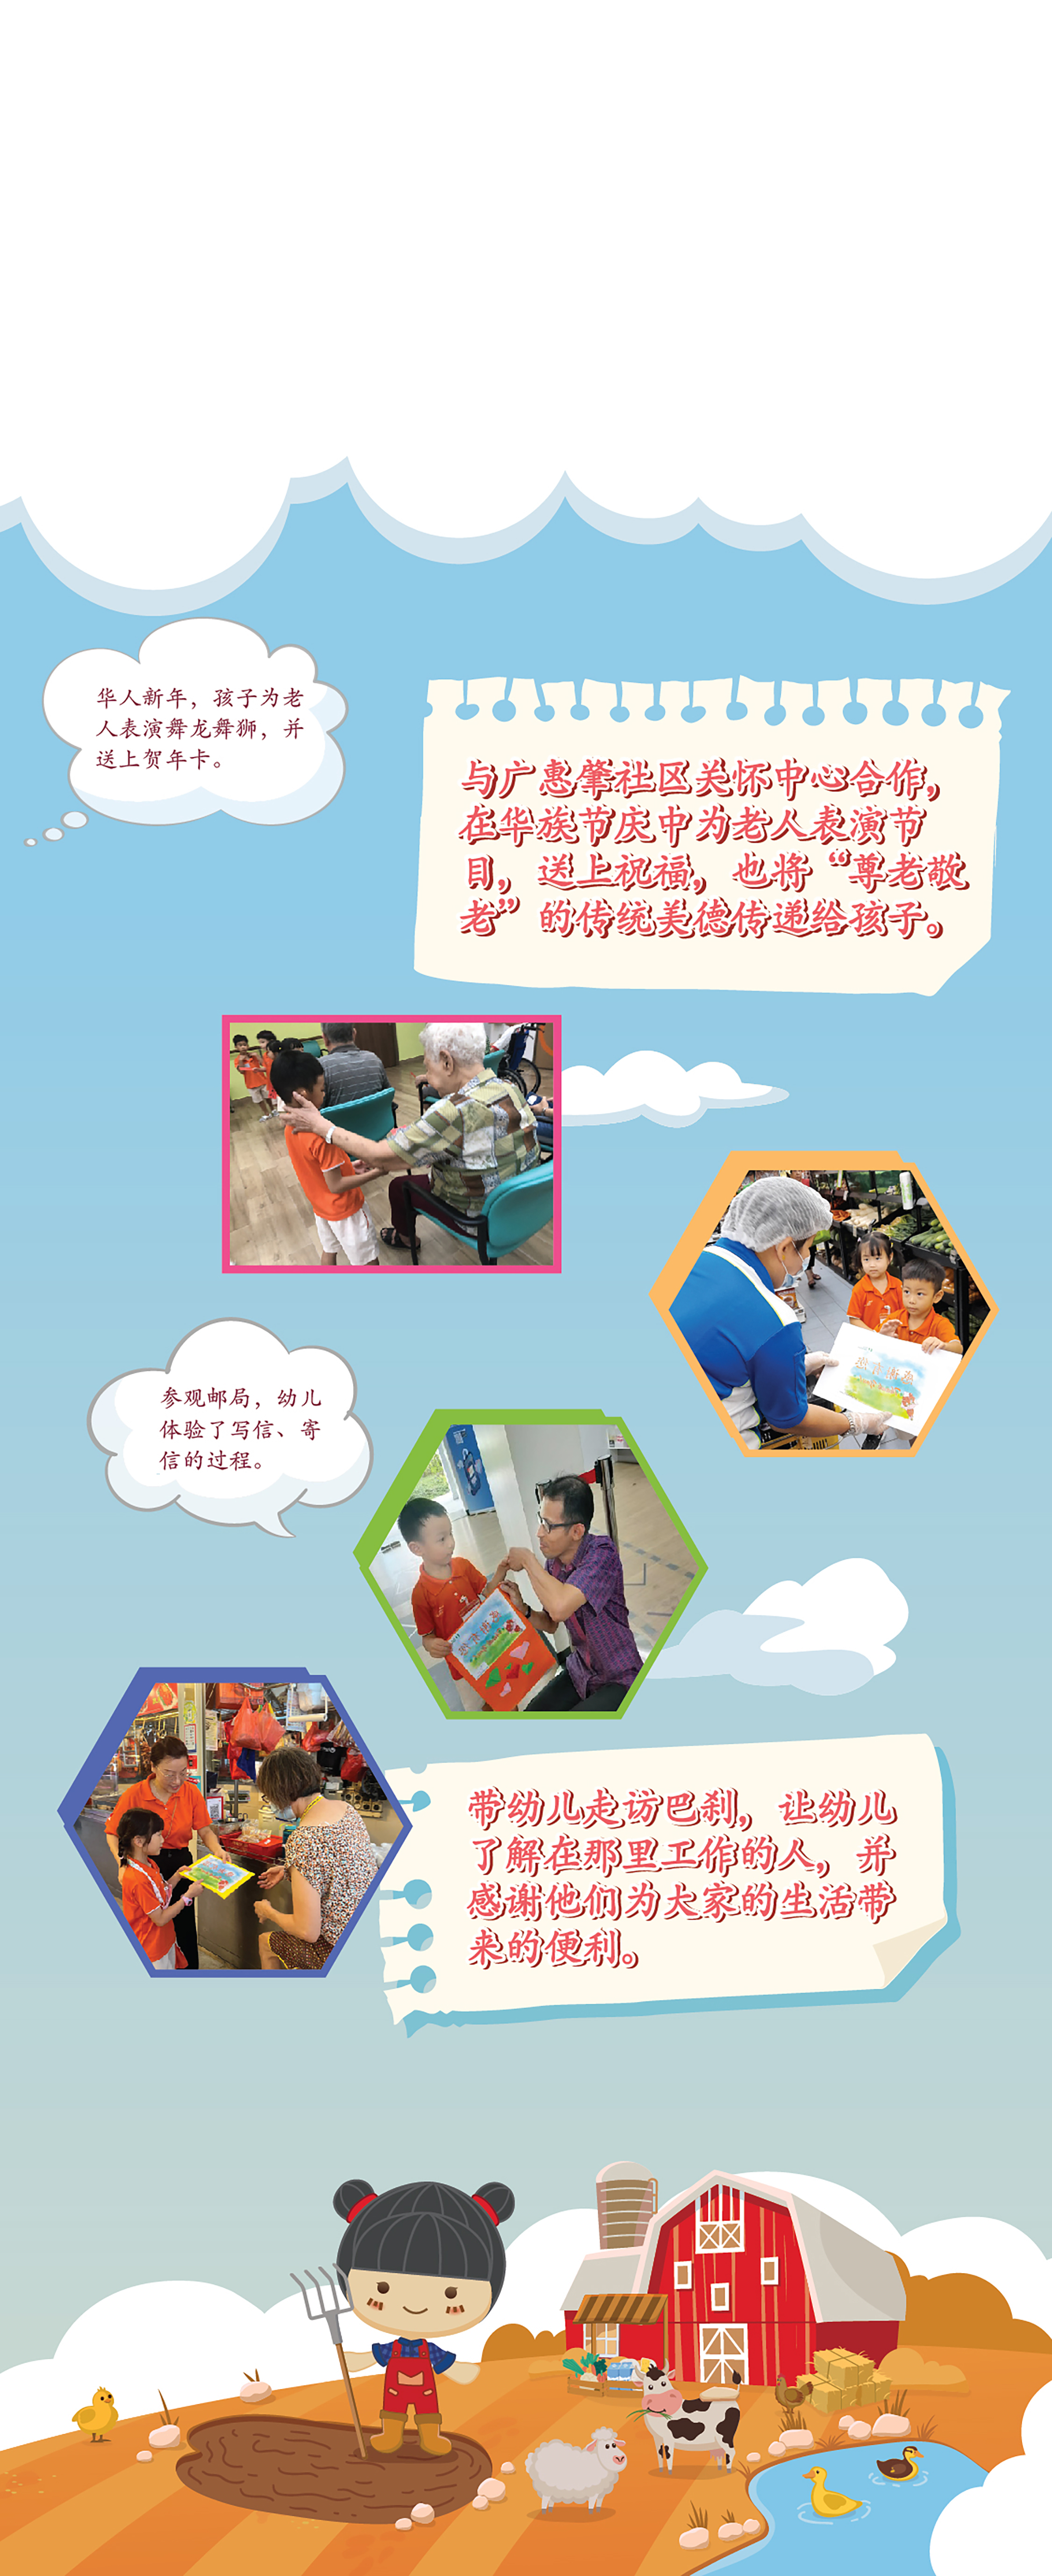 华人新年，孩子为老
人表演舞龙舞狮，并
送上贺年卡。
与广惠肇社区关怀中心合作，
在华族节庆中为老人表演节
目，送上祝福，也将“尊老敬
老”的传统美德传递给孩子。
参观邮局，幼儿
体验了写信、寄
信的过程。
带幼儿走访巴刹，让幼儿
了解在那里工作的人，并
感谢他们为大家的生活带
来的便利。